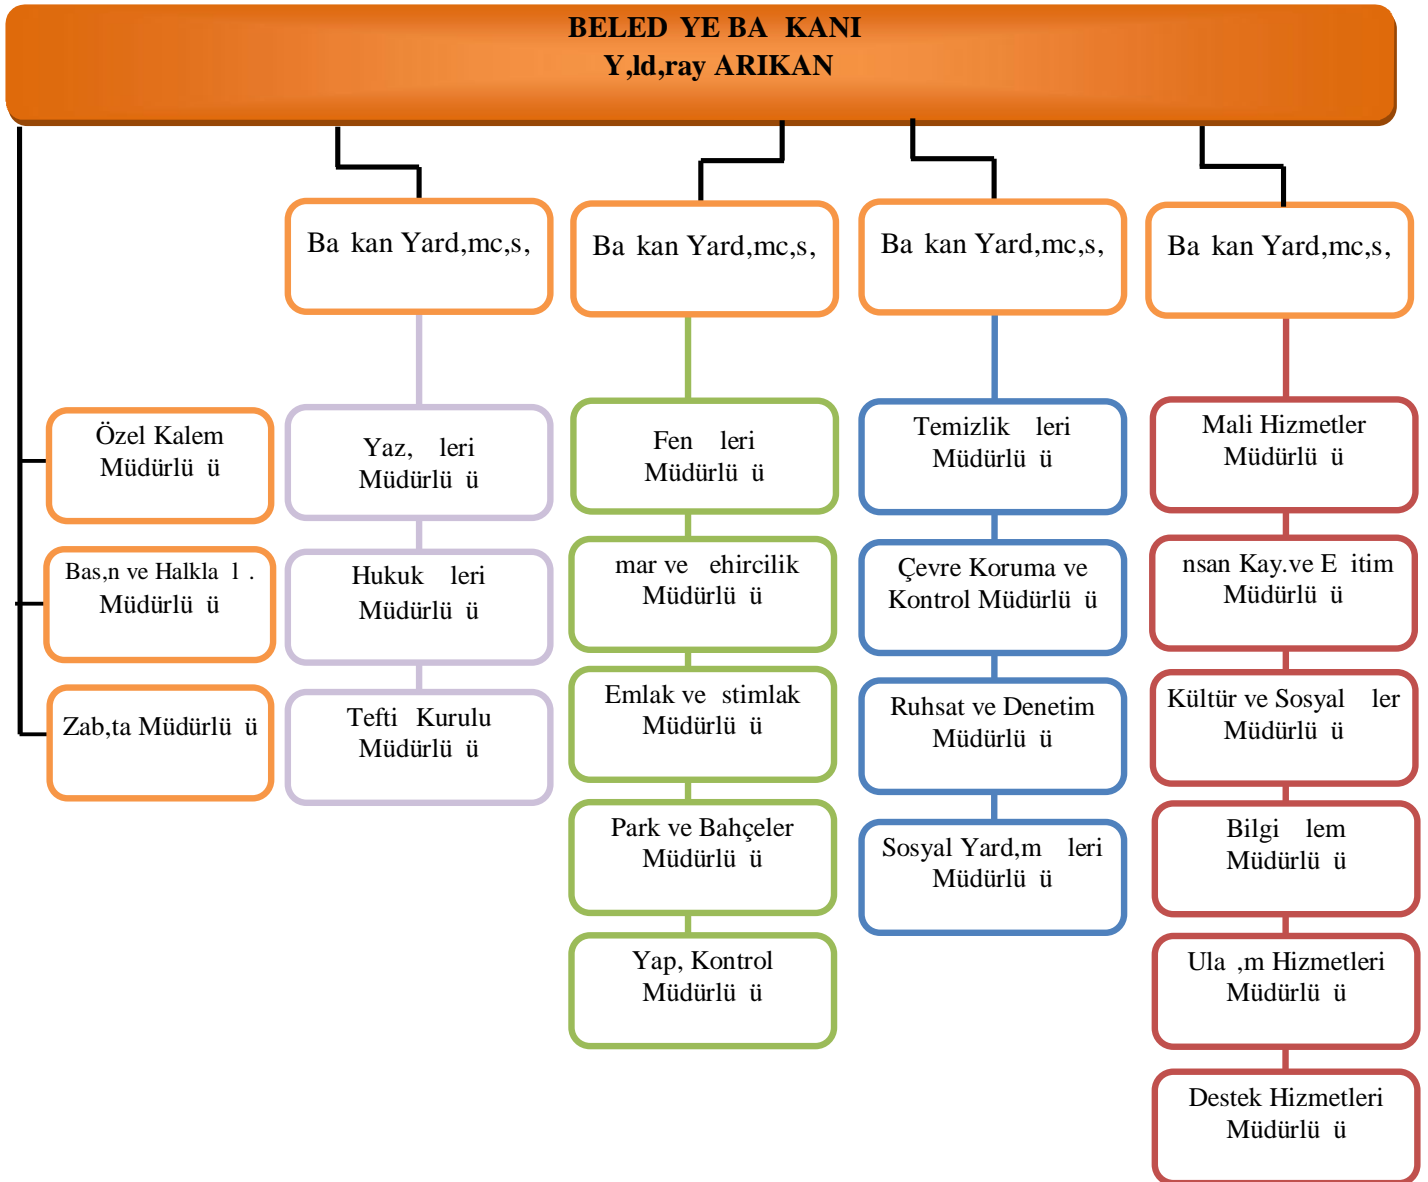 BELED YE BA KANI
Y,ld,ray ARIKAN
Ba kan Yard,mc,s,
Ba kan Yard,mc,s,
Ba kan Yard,mc,s,
Ba kan Yard,mc,s,
Özel Kalem
Müdürlü ü
Bas,n ve Halkla l .
Müdürlü ü
Zab,ta Müdürlü ü
Yaz, leri
Müdürlü ü
Hukuk leri
Müdürlü ü
Tefti Kurulu
Müdürlü ü
Fen leri
Müdürlü ü
mar ve ehircilik
Müdürlü ü
Emlak ve stimlak
Müdürlü ü
Park ve Bahçeler
Müdürlü ü
Yap, Kontrol
Müdürlü ü
Temizlik leri
Müdürlü ü
Çevre Koruma ve
Kontrol Müdürlü ü
Ruhsat ve Denetim
Müdürlü ü
Sosyal Yard,m leri
Müdürlü ü
Mali Hizmetler
Müdürlü ü
nsan Kay.ve E itim
Müdürlü ü
Kültür ve Sosyal ler
Müdürlü ü
Bilgi lem
Müdürlü ü
Ula ,m Hizmetleri
Müdürlü ü
Destek Hizmetleri
Müdürlü ü